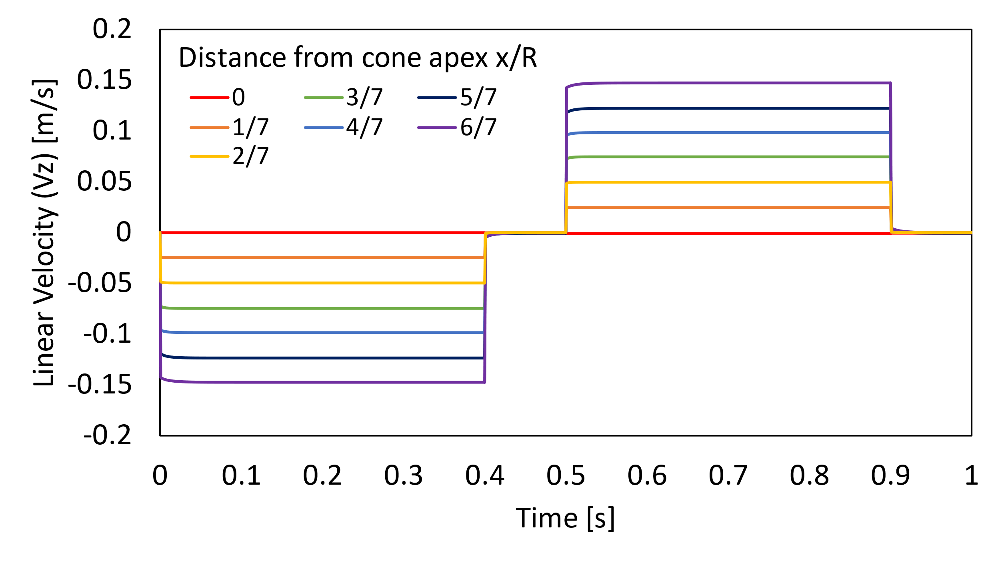 Linear Velocity (Vz) [m/s]
0.2
0.15
0.1
0.05
0
-0.05
-0.1
-0.15
-0.2
Distance from cone apex x/R
0 3/7 5/7
1/7 4/7 6/7
2/7
0 0.1 0.2 0.3 0.4 0.5 0.6 0.7 0.8 0.9 1
Time [s]